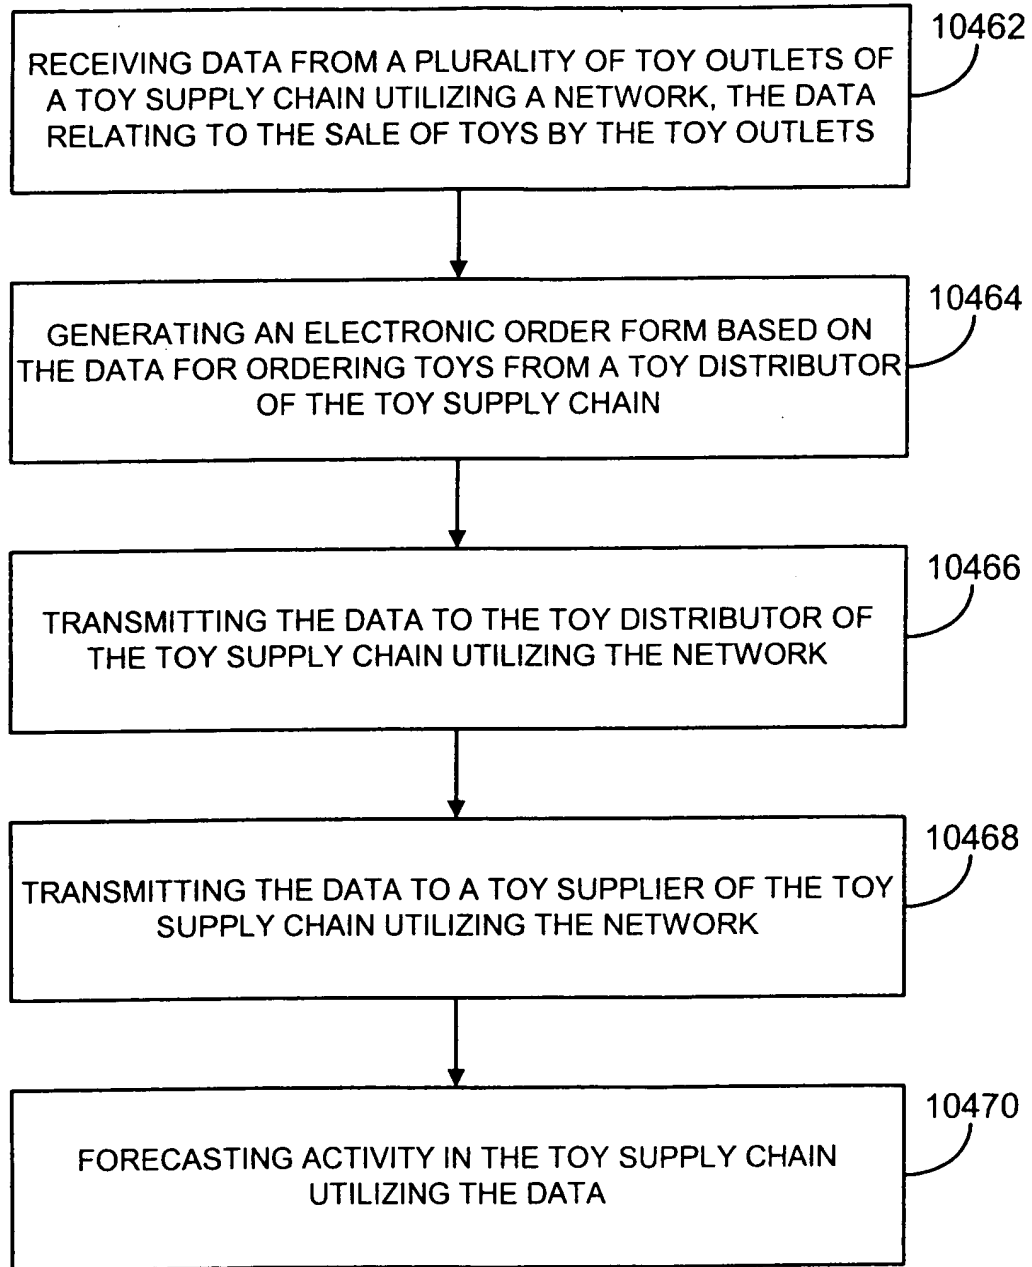 10462
RECEIVING DATA FROM A PLURALITY OF TOY OUTLETS OF
A TOY SUPPLY CHAIN UTILIZING A NETWORK, THE DATA
RELATING TO THE SALE OF TOYS BY THE TOY OUTLETS
10464
GENERATING AN ELECTRONIC ORDER FORM BASED ON
THE DATA FOR ORDERING TOYS FROM A TOY DISTRIBUTOR
OF THE TOY SUPPLY CHAIN
10466
TRANSMITTING THE DATA TO THE TOY DISTRIBUTOR OF
THE TOY SUPPLY CHAIN UTILIZING THE NETWORK
10468
TRANSMITTING THE DATA TO A TOY SUPPLIER OF THE TOY
SUPPLY CHAIN UTILIZING THE NETWORK
10470
FORECASTING ACTIVITY IN THE TOY SUPPLY CHAIN
UTILIZING THE DATA